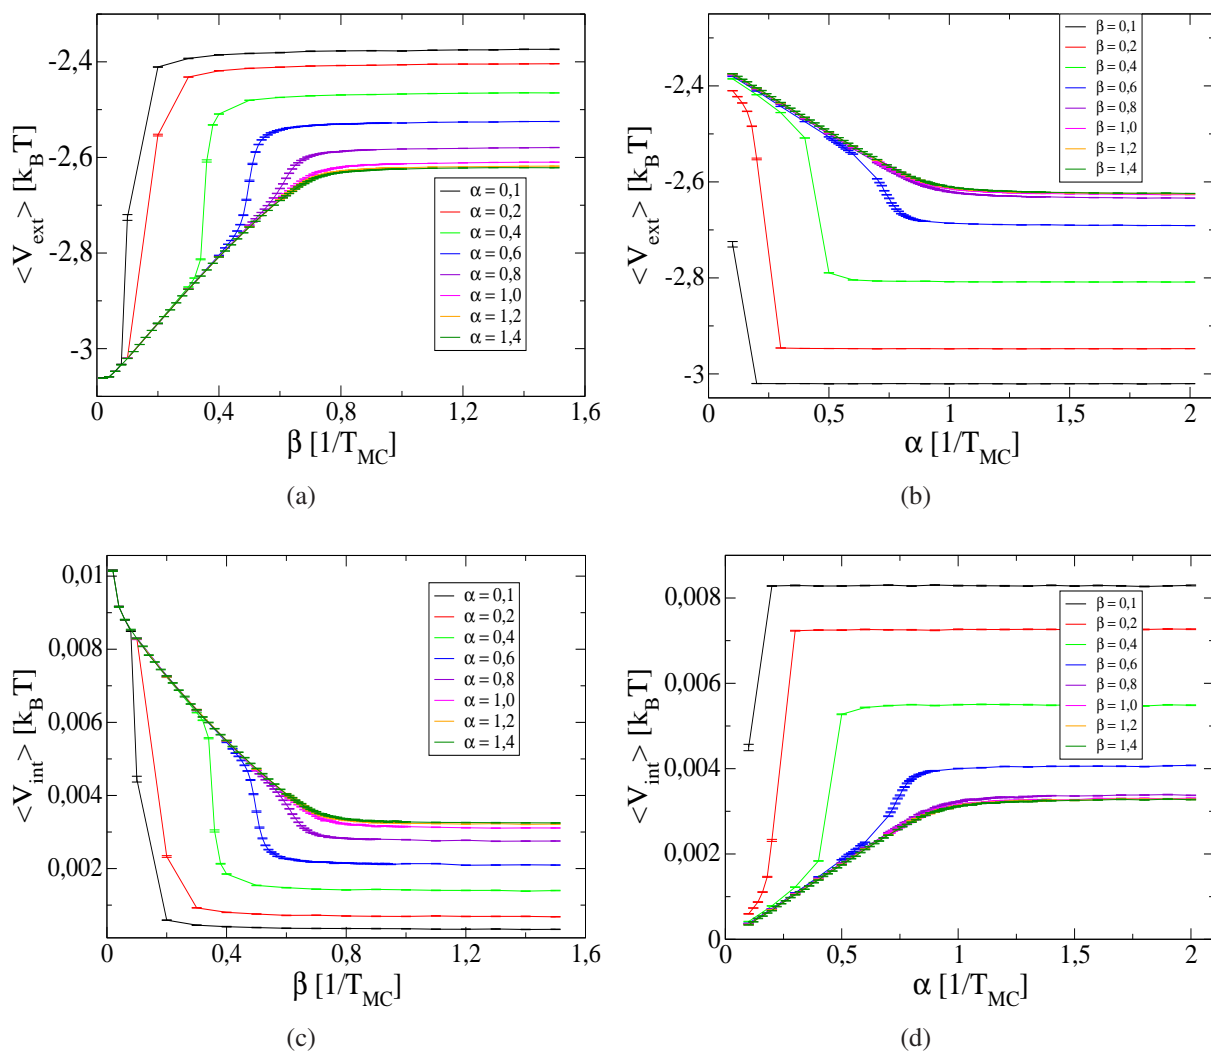 -2,4
-2,6
-2,8
-3
<V_ext> [k_B T]
0
0,4
0,8
1,2
1,6
β [1/T_MC]
α = 0,1
α = 0,2
α = 0,4
α = 0,6
α = 0,8
α = 1,0
α = 1,2
α = 1,4
(a)
-2,4
-2,6
-2,8
-3
<V_ext> [k_B T]
0
0,5
1
1,5
2
α [1/T_MC]
β = 0,1
β = 0,2
β = 0,4
β = 0,6
β = 0,8
β = 1,0
β = 1,2
β = 1,4
(b)
0,01
0,008
0,006
0,004
0,002
<V_int> [k_B T]
0
0,4
0,8
1,2
1,6
β [1/T_MC]
α = 0,1
α = 0,2
α = 0,4
α = 0,6
α = 0,8
α = 1,0
α = 1,2
α = 1,4
(c)
0,008
0,006
0,004
0,002
0
<V_int> [k_B T]
0
0,5
1
1,5
2
α [1/T_MC]
β = 0,1
β = 0,2
β = 0,4
β = 0,6
β = 0,8
β = 1,0
β = 1,2
β = 1,4
(d)